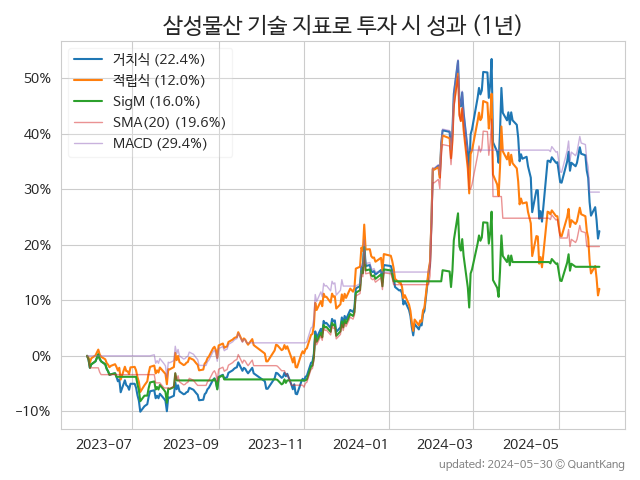 삼성물산 기술 지표로 투자 시 성과 (1년)
거치식 (22.4%)
적립식 (12.0%)
SigM (16.0%)
SMA(20) (19.6%)
MACD (29.4%)
50%
40%
30%
20%
10%
0%
−10%
2023-07
2023-09
2023-11
2024-01
2024-03
2024-05
updated: 2024-05-30 ⓒ QuantKang